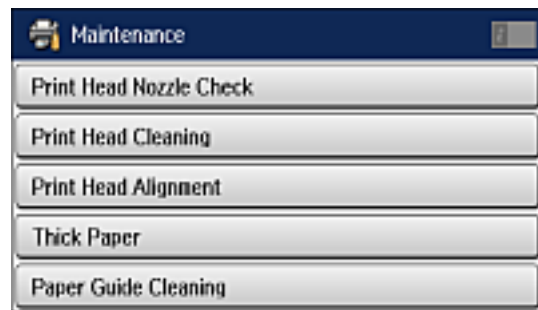 Maintenance
Print Head Nozzle Check
Print Head Cleaning
Print Head Alignment
Thick Paper
Paper Guide Cleaning